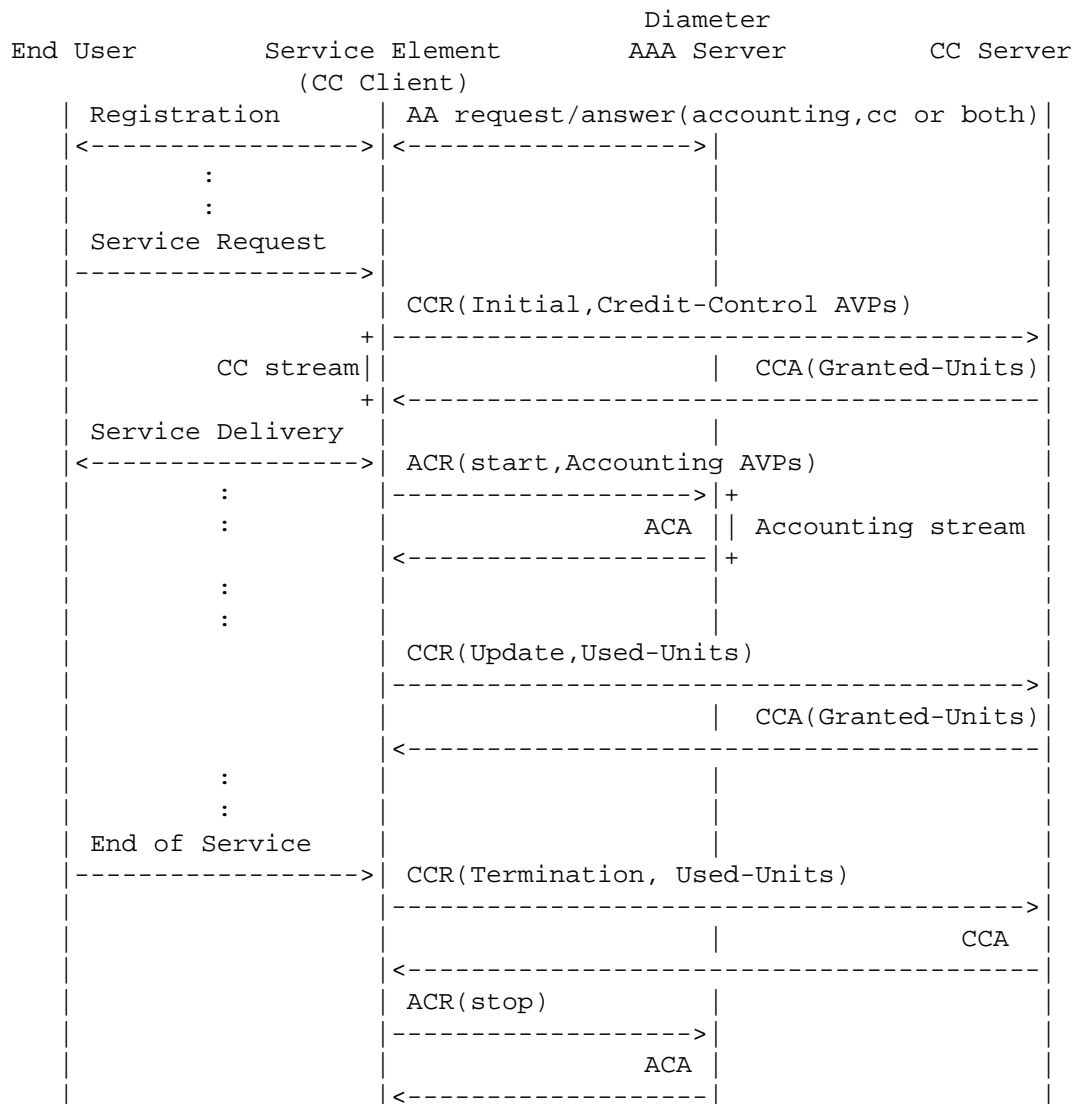 Diameter
End User Service Element AAA Server CC Server
(CC Client)
Registration AA request/answer(accounting,cc or both)
Service Request
CCR(Initial,Credit-Control AVPs)
CC stream CCA(Granted-Units)
Service Delivery
ACR(start,Accounting AVPs)
ACA Accounting stream
CCR(Update,Used-Units)
CCA(Granted-Units)
End of Service
CCR(Termination, Used-Units)
CCA
ACR(stop)
ACA